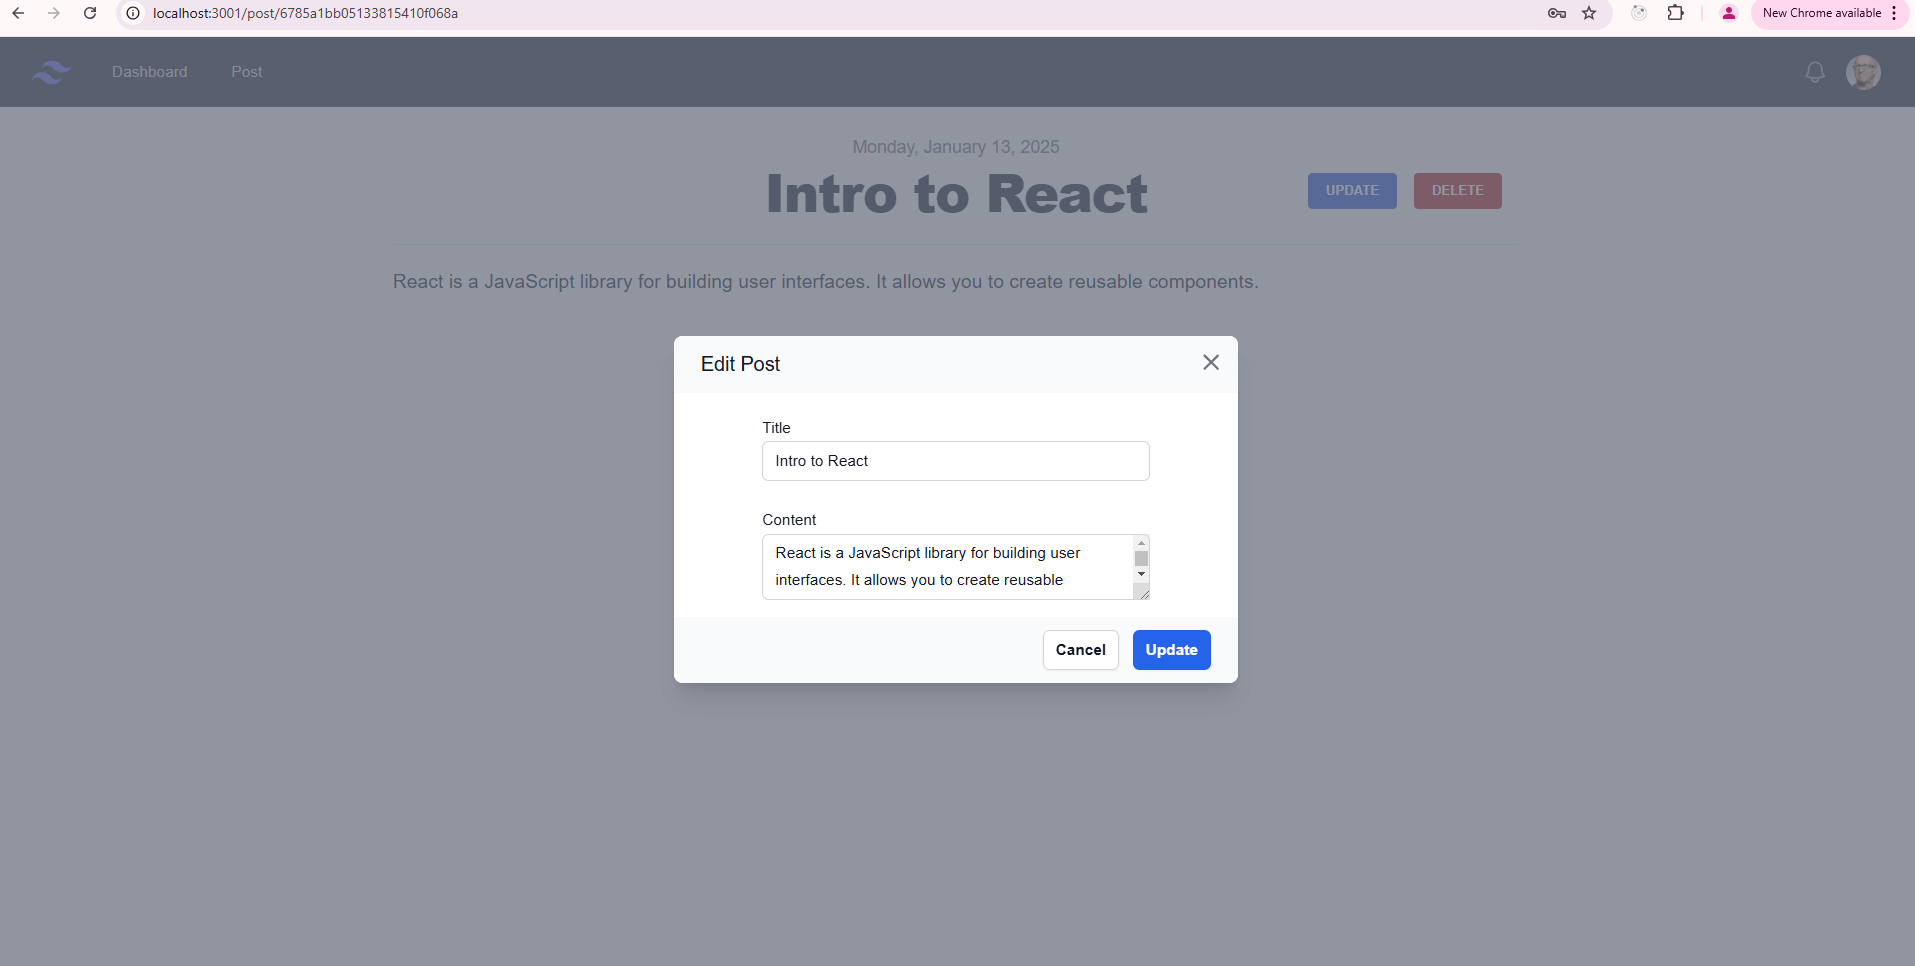 localhost:3001/post/6785a1bb05133815410f068a
New Chrome available
Dashboard
Post
Monday, January 13, 2025
Intro to React
UPDATE
DELETE
React is a JavaScript library for building user interfaces. It allows you to create reusable components.
Edit Post
Title
Intro to React
Content
React is a JavaScript library for building user
interfaces. It allows you to create reusable
Cancel
Update